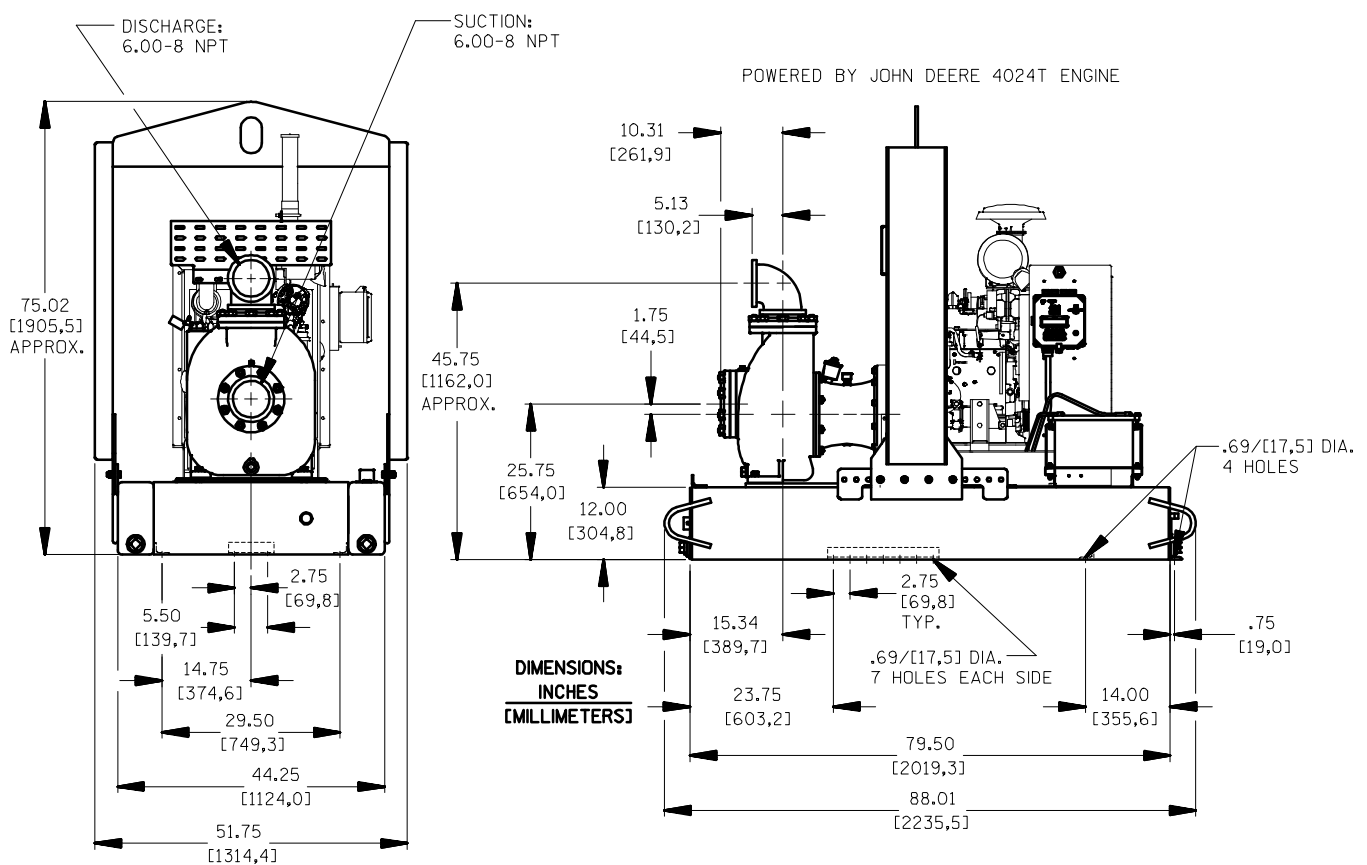 DISCHARGE:
6.00-8 NPT
SUCTION:
6.00-8 NPT
POWERED BY JOHN DEERE 4024T ENGINE
75.02
[1905,5]
APPROX.
2.75
[69,8]
5.50
[139,7]
14.75
[374,6]
29.50
[749,3]
44.25
[1124,0]
51.75
[1314,4]
10.31
[261,9]
5.13
[130,2]
1.75
[44,5]
45.75
[1162,0]
APPROX.
25.75
[654,0]
12.00
[304,8]
.69/[17,5] DIA.
4 HOLES
2.75
[69,8]
TYP.
15.34
[389,7]
.75
[19,0]
.69/[17,5] DIA.
7 HOLES EACH SIDE
DIMENSIONS:
INCHES
[MILLIMETERS]
23.75
[603,2]
14.00
[355,6]
79.50
[2019,3]
88.01
[2235,5]